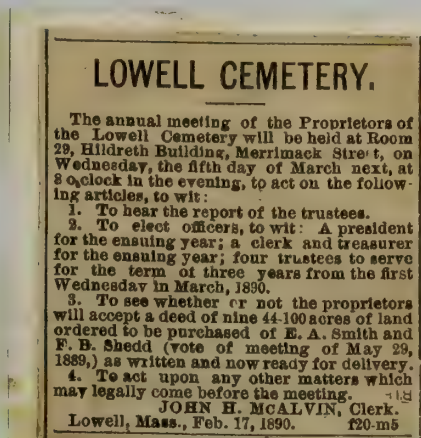 LOWELL CEMETERY.
The annual meeting of the Proprietors of
the Lowell Cemetery will be held at Room
29, Hildreth Building, Merrimack Street, on
Wednesday, the fifth day of March next, at
8 o,clock in the evening, to act on the follow-
ing articles, to wit:
1. To hear the report of the trustees.
2. To elect officers, to wit: A president
for the ensuing year; a clerk and treasurer
for the ensuing year; four trustees to serve
for the term of three years from the first
Wednesday in March, 1890.
3. To see whether or not the proprietors
will accept a deed of nine 44-100 acres of land
ordered to be purchased of E. A. Smith and
F. B. Shedd (vote of meeting of May 29,
1889,) as written and now ready for delivery.
4. To act upon any other matters which
may legally come before the meeting.
JOHN H. MCALVIN, Clerk.
Lowell, Mass., Feb. 17, 1890. f20-m5